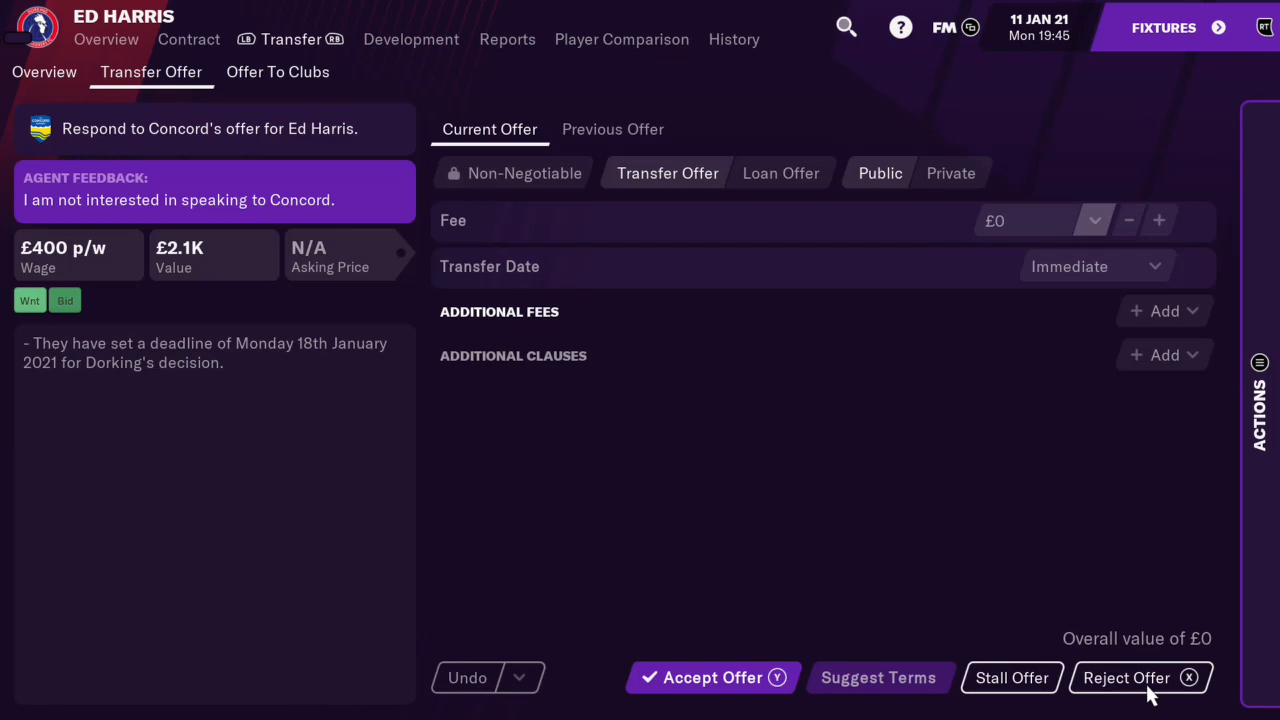 ED HARRIS
Overview Contract LB Transfer RB Development Reports Player Comparison History
FM
11 JAN 21
Mon 19:45
FIXTURES
RT
Overview Transfer Offer Offer To Clubs
Respond to Concord's offer for Ed Harris.
AGENT FEEDBACK:
I am not interested in speaking to Concord.
£400 p/w
Wage
£2.1K
Value
N/A
Asking Price
Wnt Bid
- They have set a deadline of Monday 18th January
2021 for Dorking's decision.
Current Offer Previous Offer
Non-Negotiable Transfer Offer Loan Offer Public Private
Fee £0 − +
Transfer Date Immediate
ADDITIONAL FEES + Add
ADDITIONAL CLAUSES + Add
Overall value of £0
Undo Accept Offer Y Suggest Terms Stall Offer Reject Offer X
ACTIONS